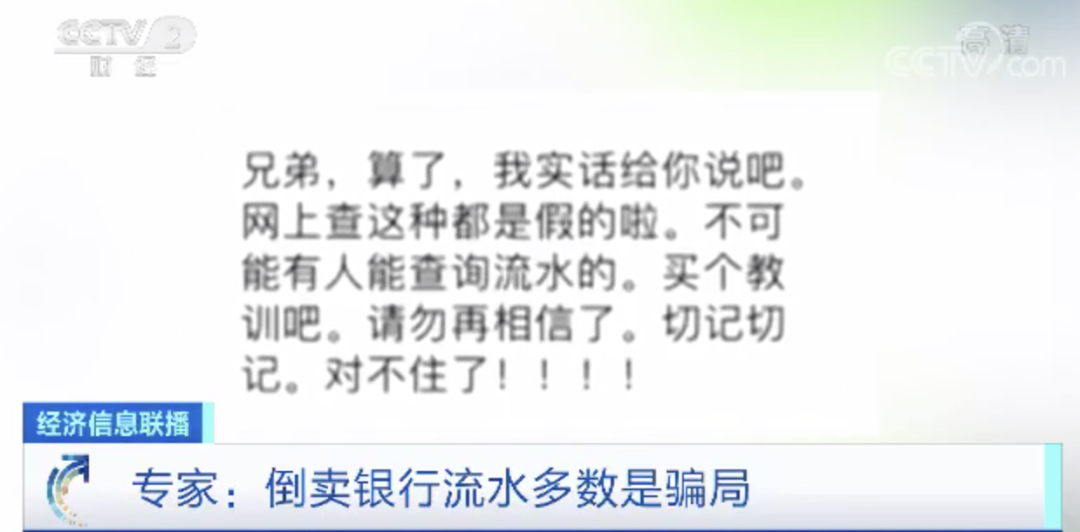 CCTV 2
财经
高清
CCTV.com
兄弟，算了，我实话给你说吧。
网上查这种都是假的啦。不可
能有人能查询流水的。买个教
训吧。请勿再相信了。切记切
记。对不住了！！！！
经济信息联播
专家：倒卖银行流水多数是骗局